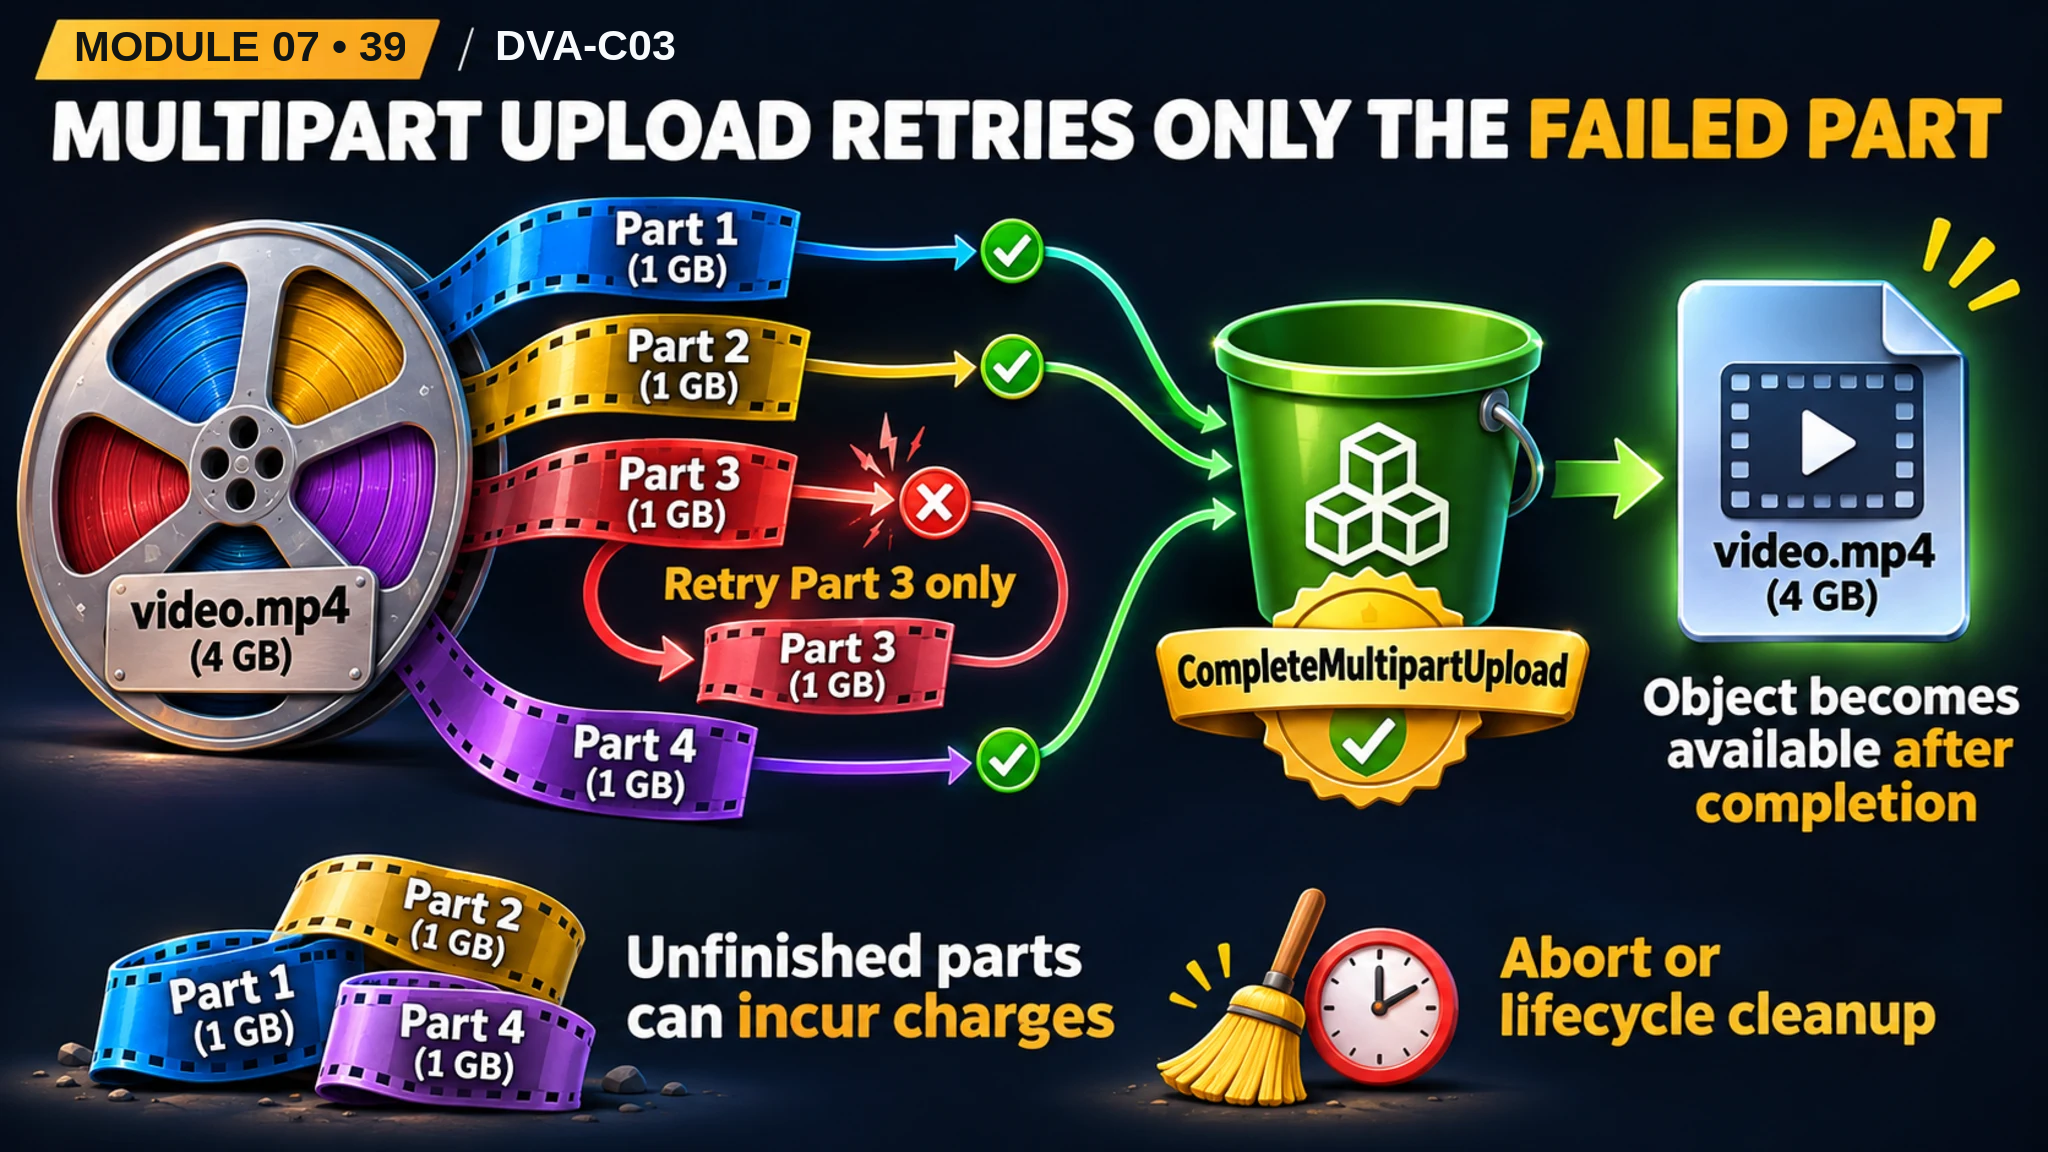 MODULE 07 • 39 / DVA-C03
MULTIPART UPLOAD RETRIES ONLY THE FAILED PART
video.mp4
(4 GB)
Part 1
(1 GB)
Part 2
(1 GB)
Part 3
(1 GB)
Retry Part 3 only
Part 3
(1 GB)
Part 4
(1 GB)
CompleteMultipartUpload
video.mp4
(4 GB)
Object becomes
available after
completion
Part 2
(1 GB)
Part 1
(1 GB)
Part 4
(1 GB)
Unfinished parts
can incur charges
Abort or
lifecycle cleanup